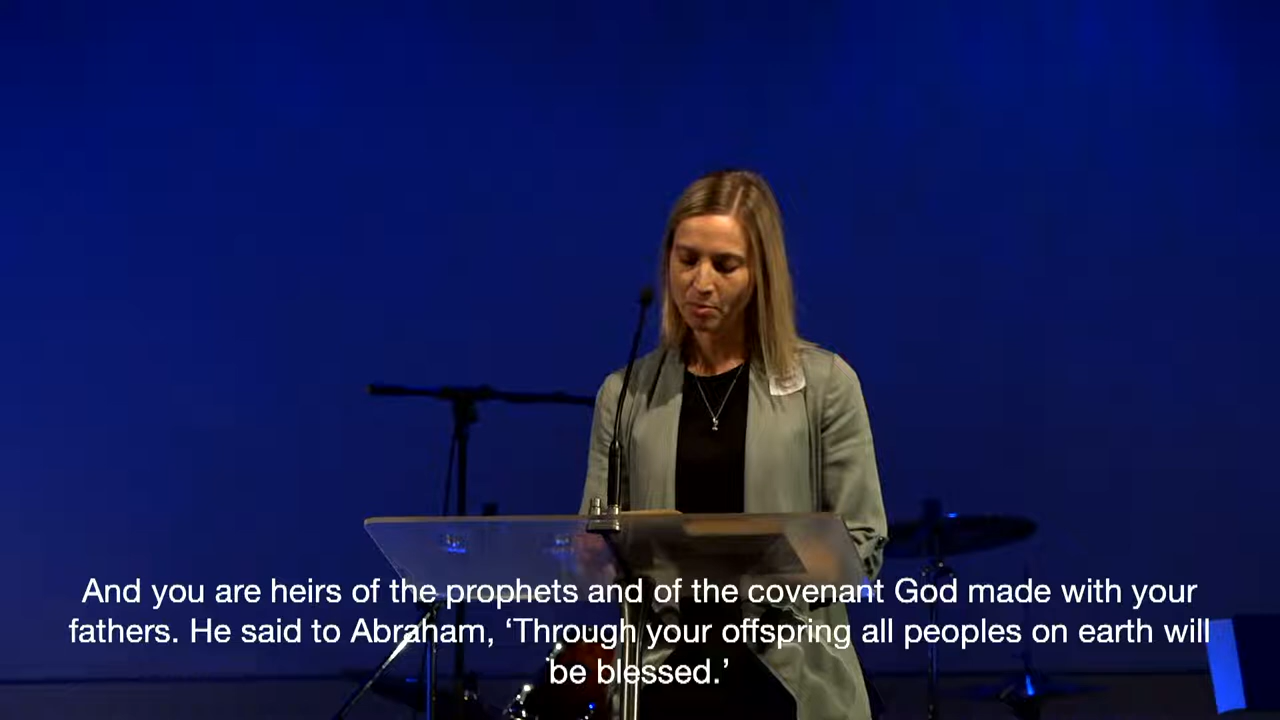 And you are heirs of the prophets and of the covenant God made with your
fathers. He said to Abraham, ‘Through your offspring all peoples on earth will
be blessed.’